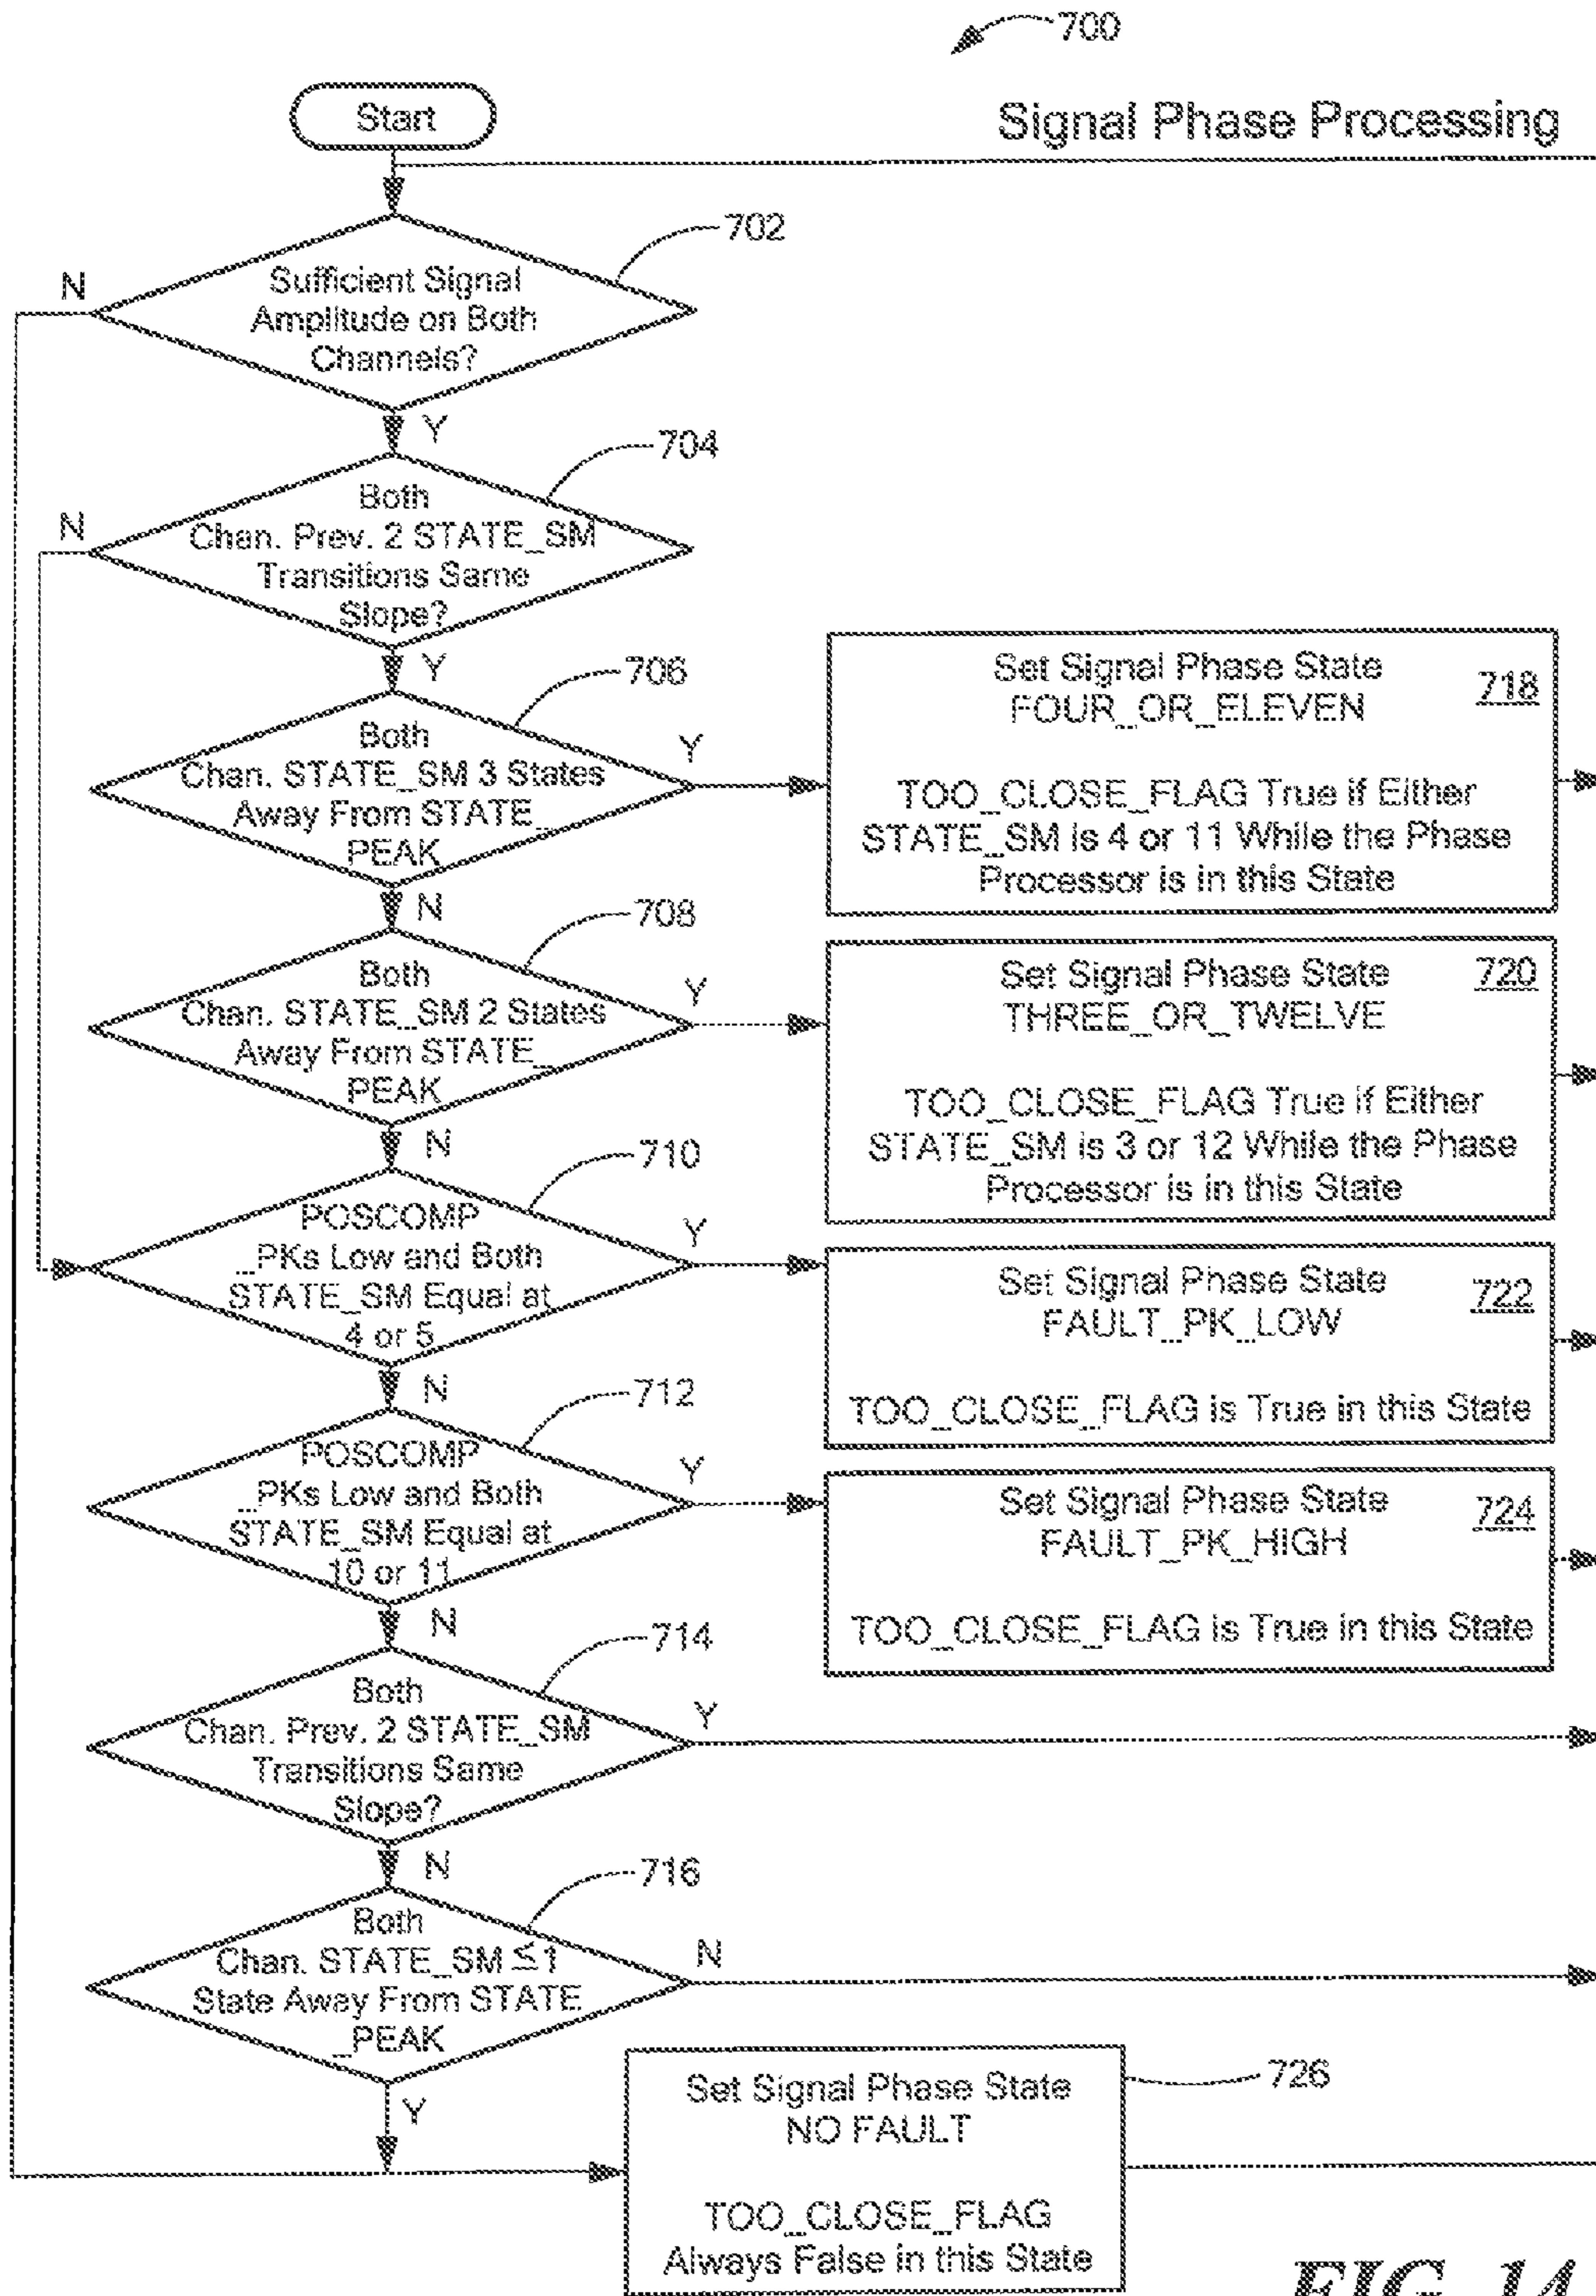 700
Start
Signal Phase Processing
702
N
Sufficient Signal
Amplitude on Both
Channels?
Y
704
N
Both
Chan. Prev. 2 STATE_SM
Transitions Same
Slope?
Y
706
Both
Chan. STATE_SM 3 States
Away From STATE_
PEAK
Y
N
Set Signal Phase State
718
FOUR_OR_ELEVEN
TOO_CLOSE_FLAG True if Either
STATE_SM is 4 or 11 While the Phase
Processor is in this State
708
Both
Chan. STATE_SM 2 States
Away From STATE_
PEAK
Y
N
Set Signal Phase State
720
THREE_OR_TWELVE
TOO_CLOSE_FLAG True if Either
STATE_SM is 3 or 12 While the Phase
Processor is in this State
710
POSCOMP
_PKs Low and Both
STATE_SM Equal at
4 or 5
Y
N
Set Signal Phase State
722
FAULT_PK_LOW
TOO_CLOSE_FLAG is True in this State
712
POSCOMP
_PKs Low and Both
STATE_SM Equal at
10 or 11
Y
N
Set Signal Phase State
724
FAULT_PK_HIGH
TOO_CLOSE_FLAG is True in this State
714
Both
Chan. Prev. 2 STATE_SM
Transitions Same
Slope?
Y
N
716
Both
Chan. STATE_SM ≤ 1
State Away From STATE
_PEAK
N
Y
726
Set Signal Phase State
NO FAULT
TOO_CLOSE_FLAG
Always False in this State
FIG. 14